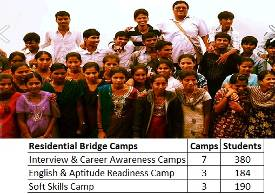 Residential Bridge Camps Camps Students
Interview & Career Awareness Camps 7 380
English & Aptitude Readiness Camp 3 184
Soft Skills Camp 3 190